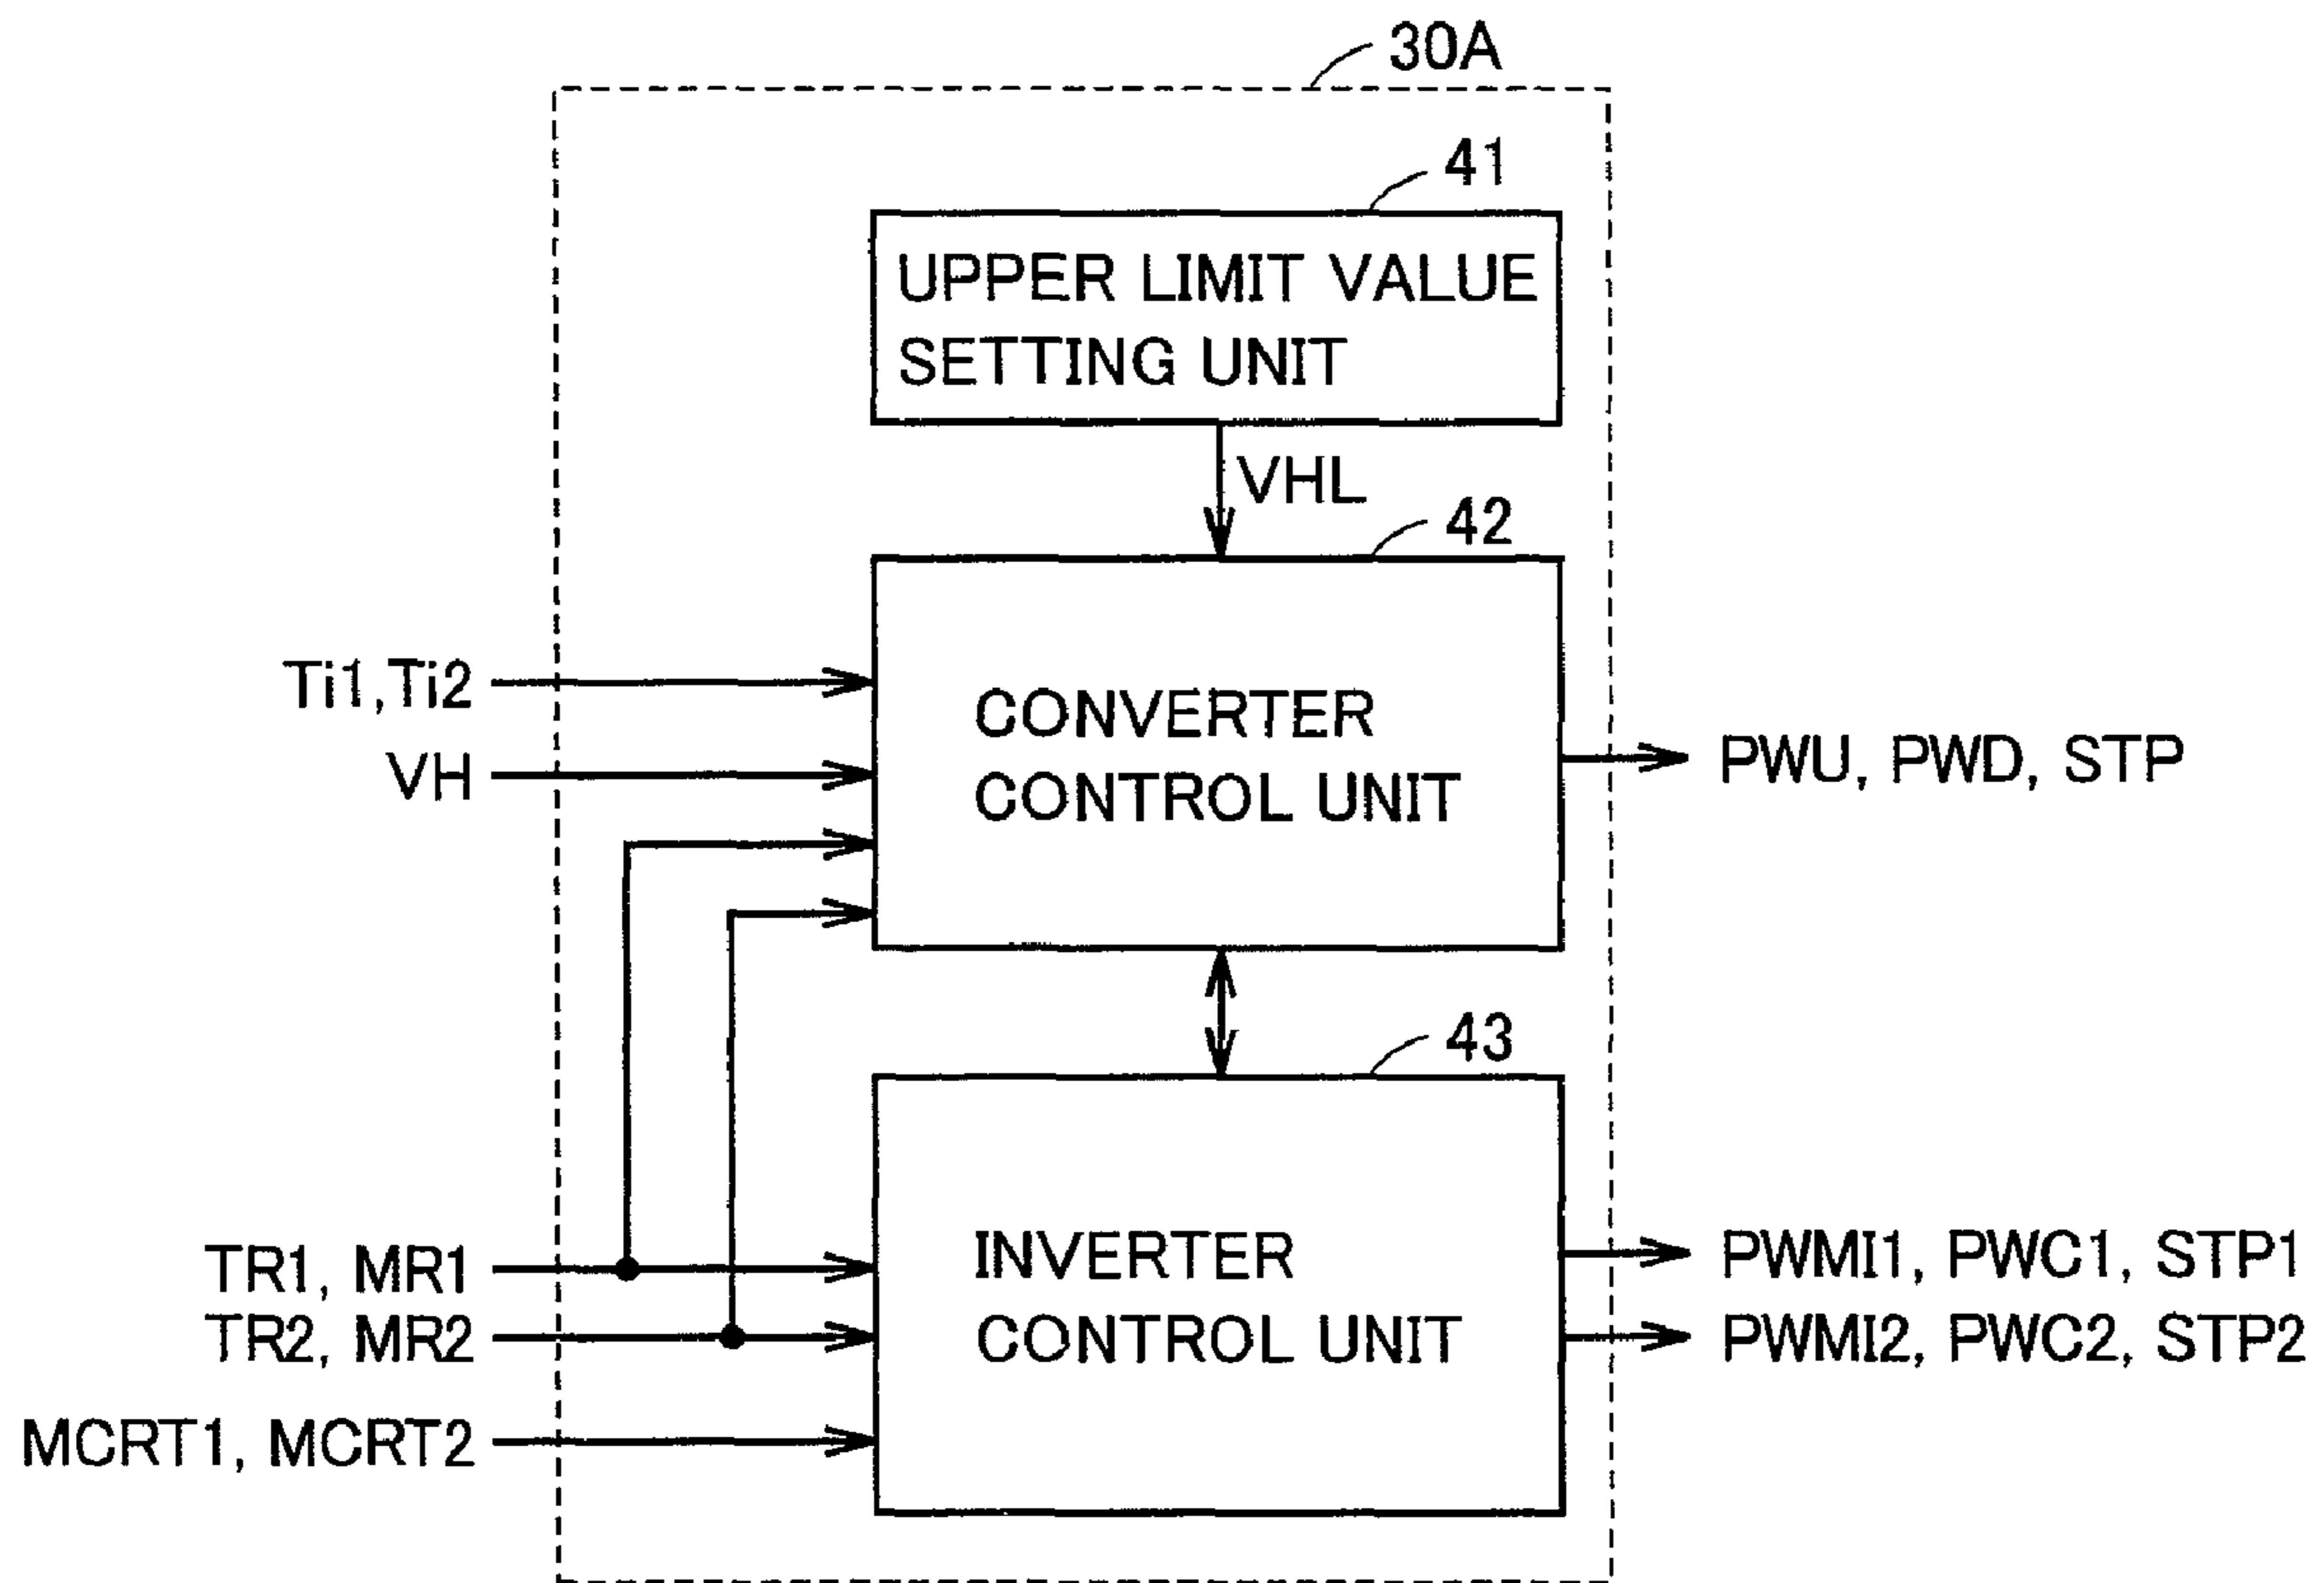 30A
41
UPPER LIMIT VALUE
SETTING UNIT
VHL
42
Ti1,Ti2
VH
CONVERTER
CONTROL UNIT
PWU, PWD, STP
43
TR1, MR1
TR2, MR2
MCRT1, MCRT2
INVERTER
CONTROL UNIT
PWMI1, PWC1, STP1
PWMI2, PWC2, STP2